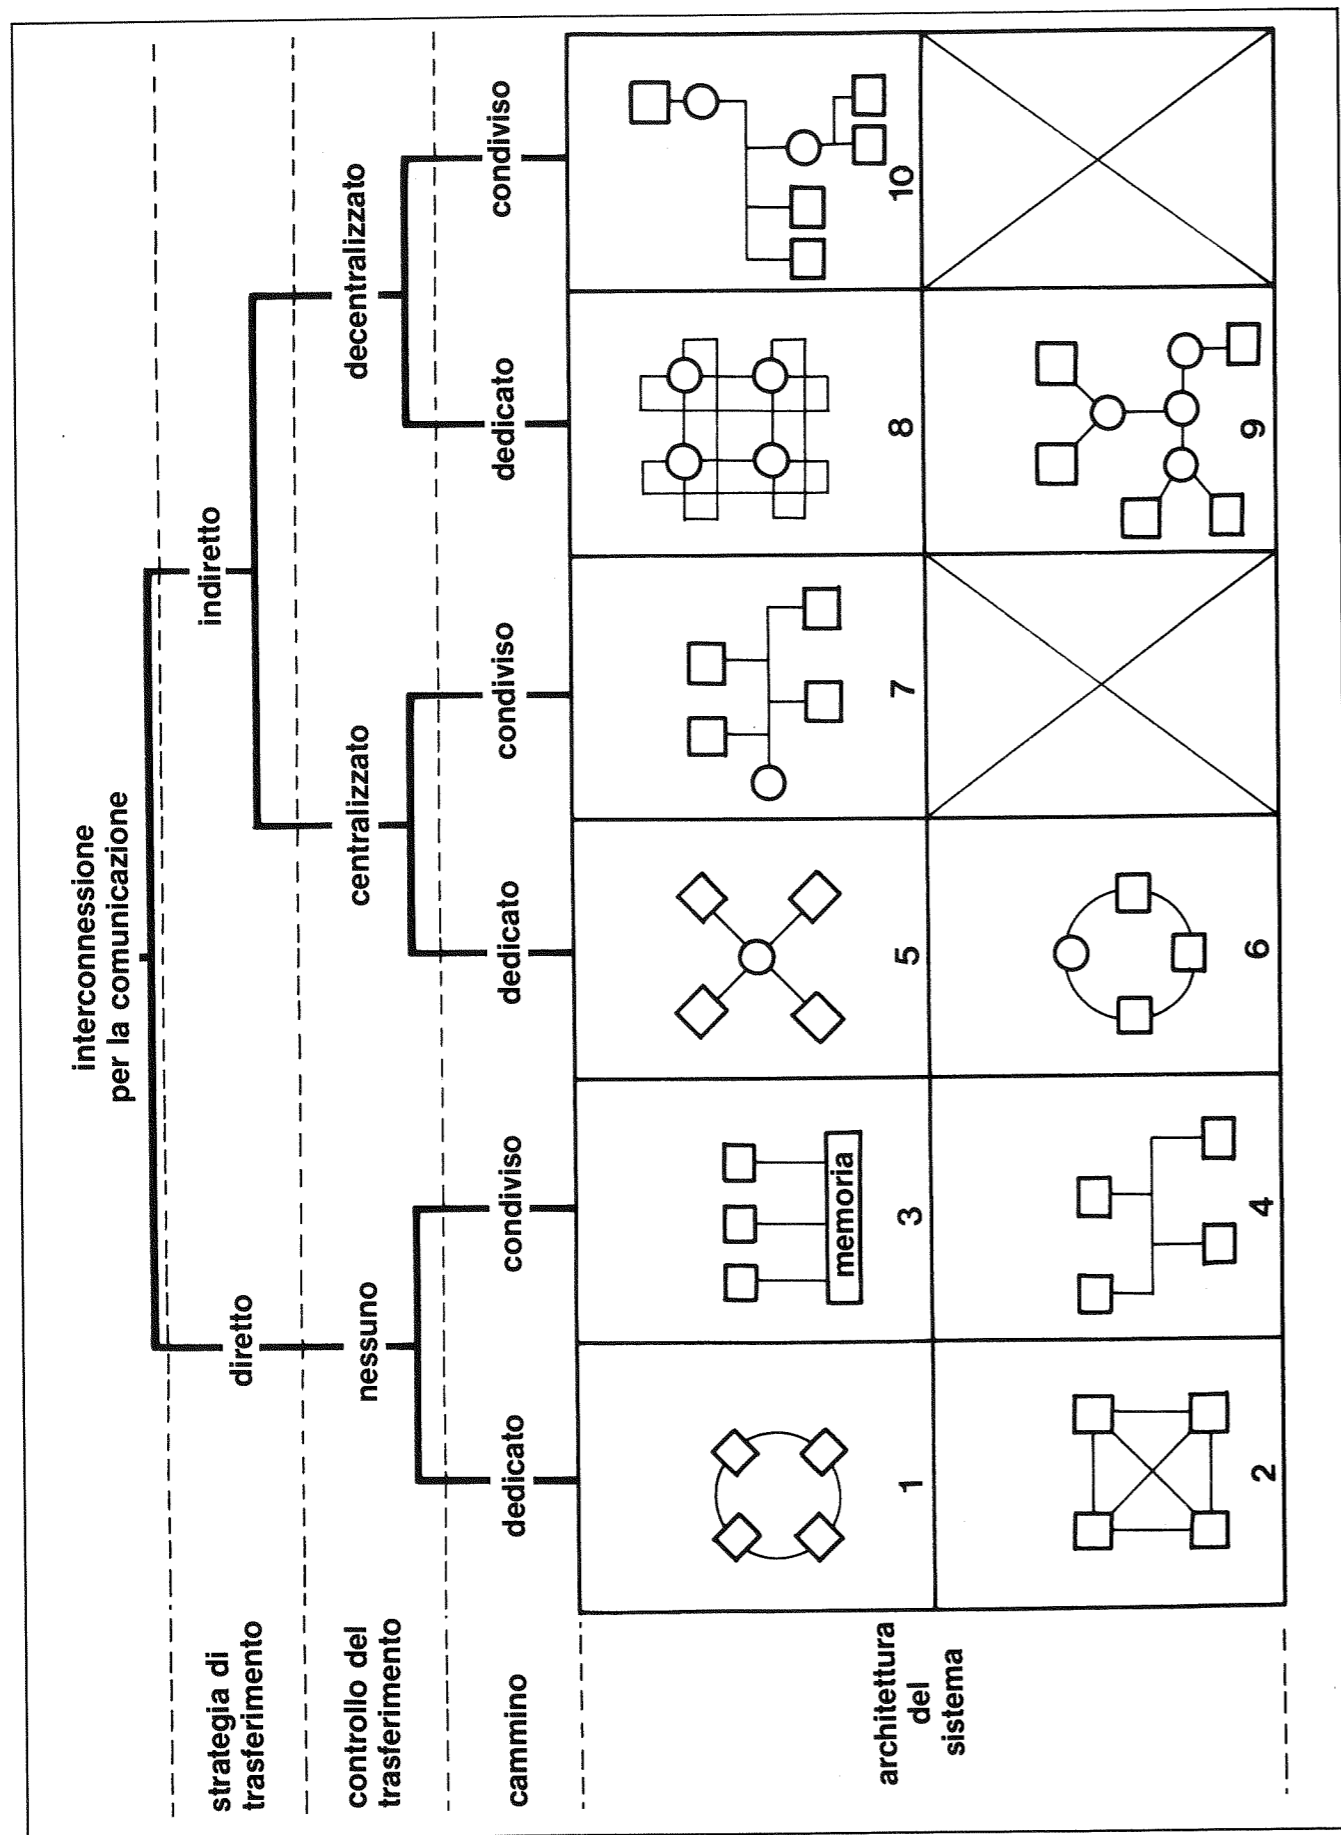 interconnessione
per la comunicazione
strategia di
trasferimento
diretto
indiretto
controllo del
trasferimento
nessuno
centralizzato
decentralizzato
cammino
dedicato
condiviso
dedicato
condiviso
dedicato
condiviso
architettura
del
sistema
memoria
1
3
5
7
8
10
2
4
6
9